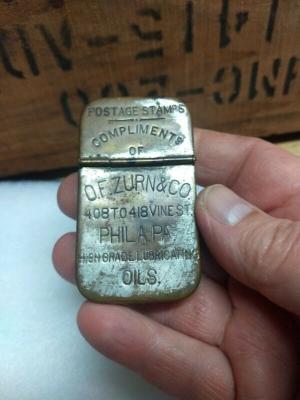 POSTAGE STAMPS
COMPLIMENTS
OF
O.F. ZURN & CO.
408 TO 418 VINE ST.
PHILA PA
HIGH GRADE LUBRICATING
OILS.